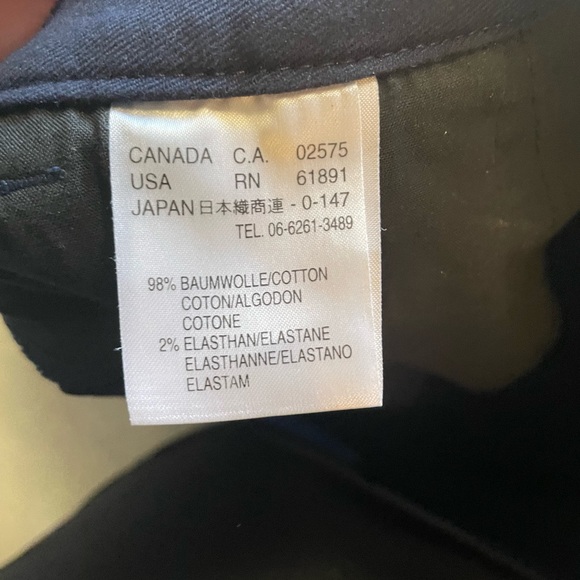 CANADA C.A. 02575
USA RN 61891
JAPAN 日本織商連 - 0-147
TEL. 06-6261-3489
98% BAUMWOLLE/COTTON
COTON/ALGODON
COTONE
2% ELASTHAN/ELASTANE
ELASTHANNE/ELASTANO
ELASTAM